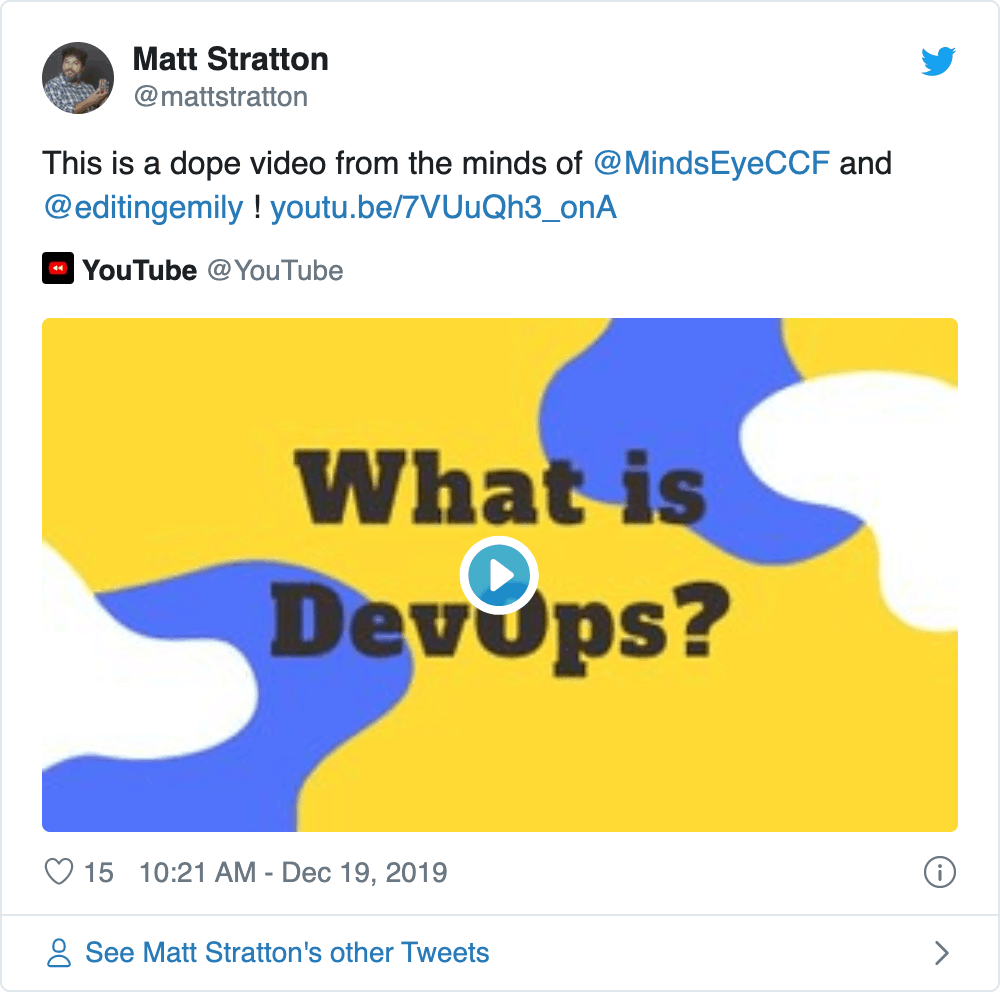 Matt Stratton
@mattstratton
This is a dope video from the minds of @MindsEyeCCF and
@editingemily ! youtu.be/7VUuQh3_onA
YouTube @YouTube
What is
DevOps?
15 10:21 AM - Dec 19, 2019
See Matt Stratton's other Tweets